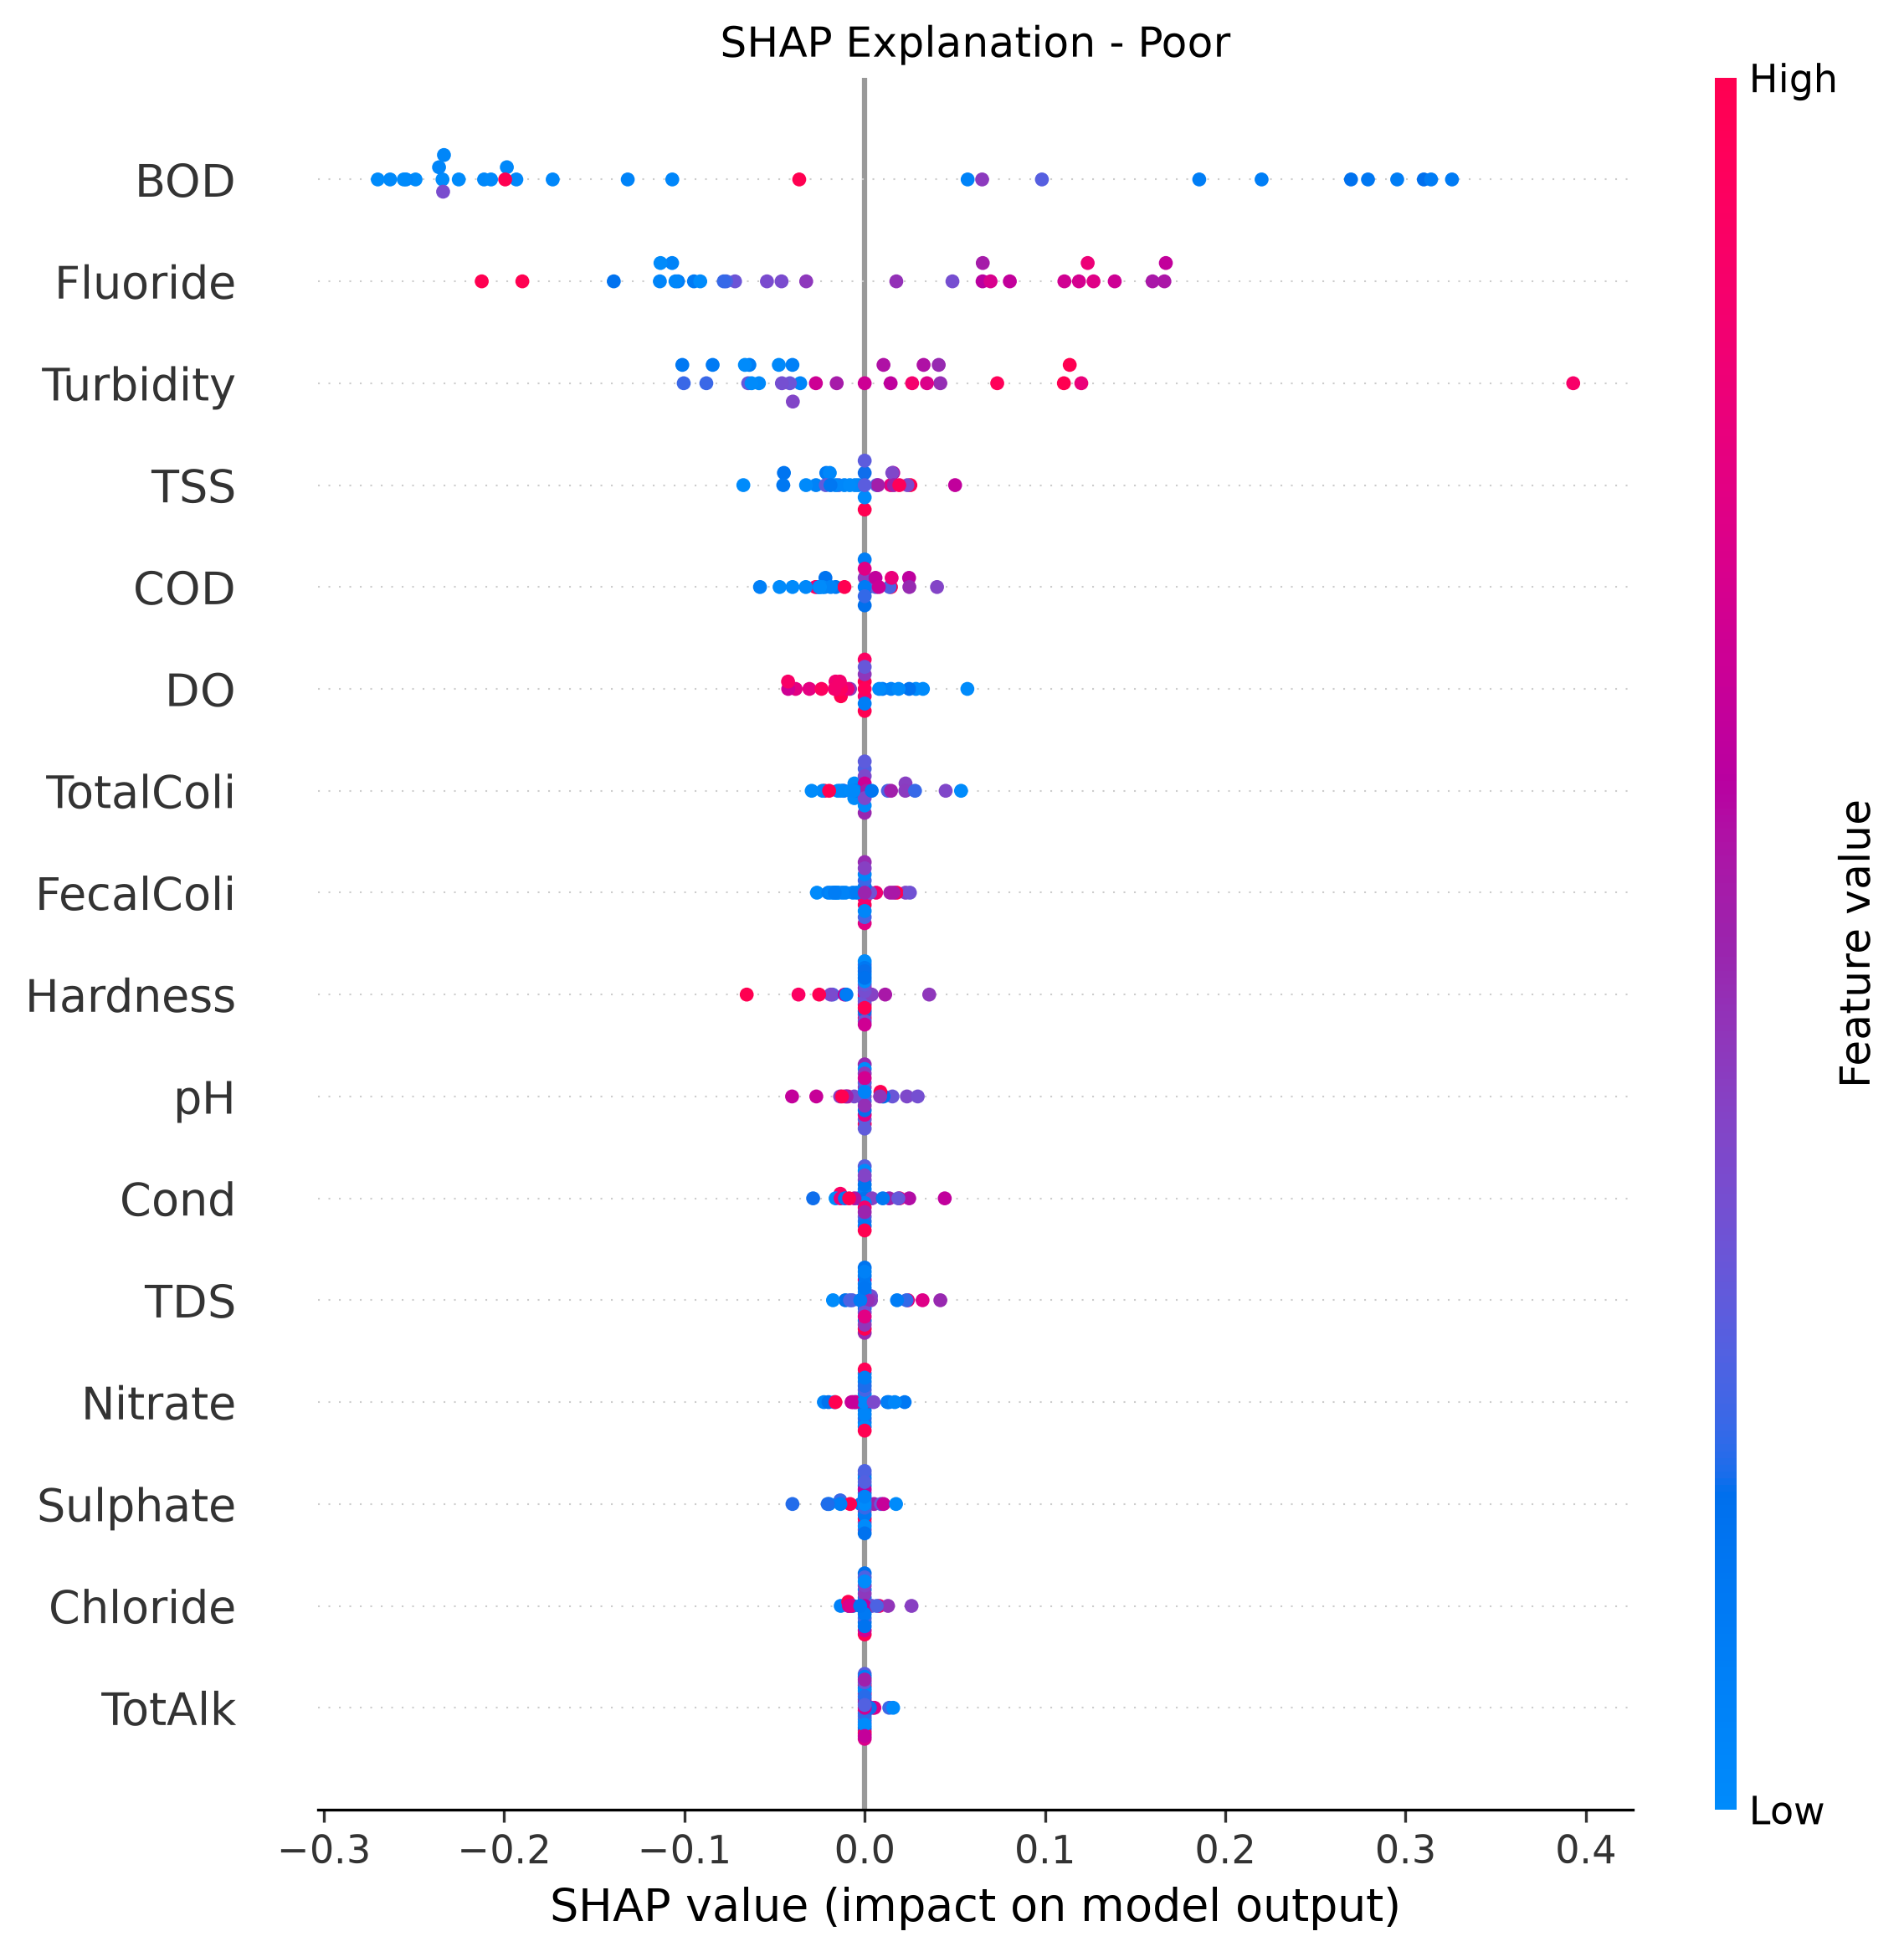 SHAP Explanation - Poor
High
BOD
Fluoride
Turbidity
TSS
COD
DO
TotalColi
FecalColi
Hardness
pH
Cond
TDS
Nitrate
Sulphate
Chloride
TotAlk
Feature value
Low
−0.3 −0.2 −0.1 0.0 0.1 0.2 0.3 0.4
SHAP value (impact on model output)